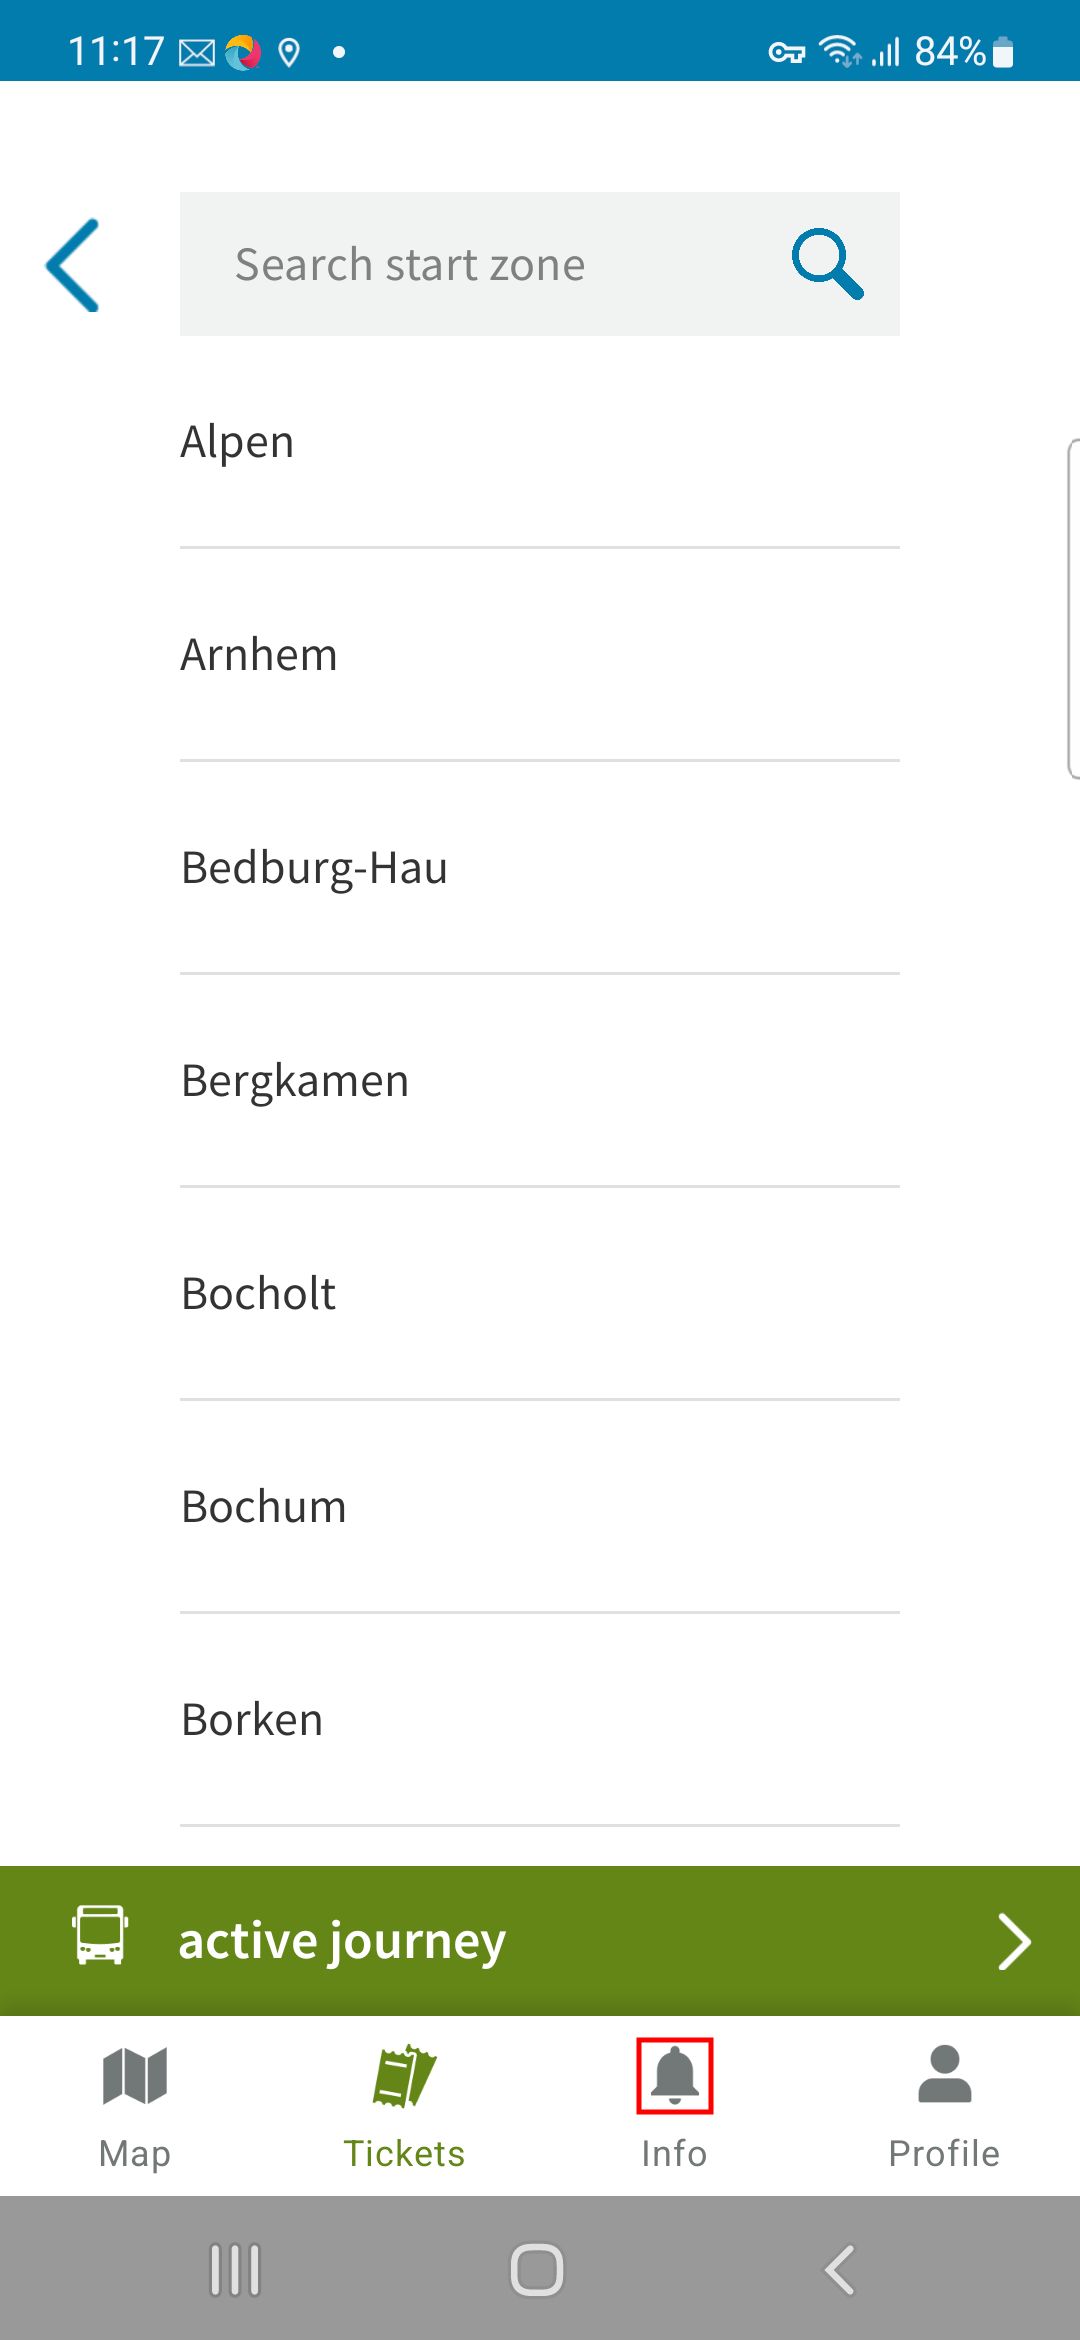 11:17 84%
Search start zone
Alpen
Arnhem
Bedburg-Hau
Bergkamen
Bocholt
Bochum
Borken
active journey
Map Tickets Info Profile